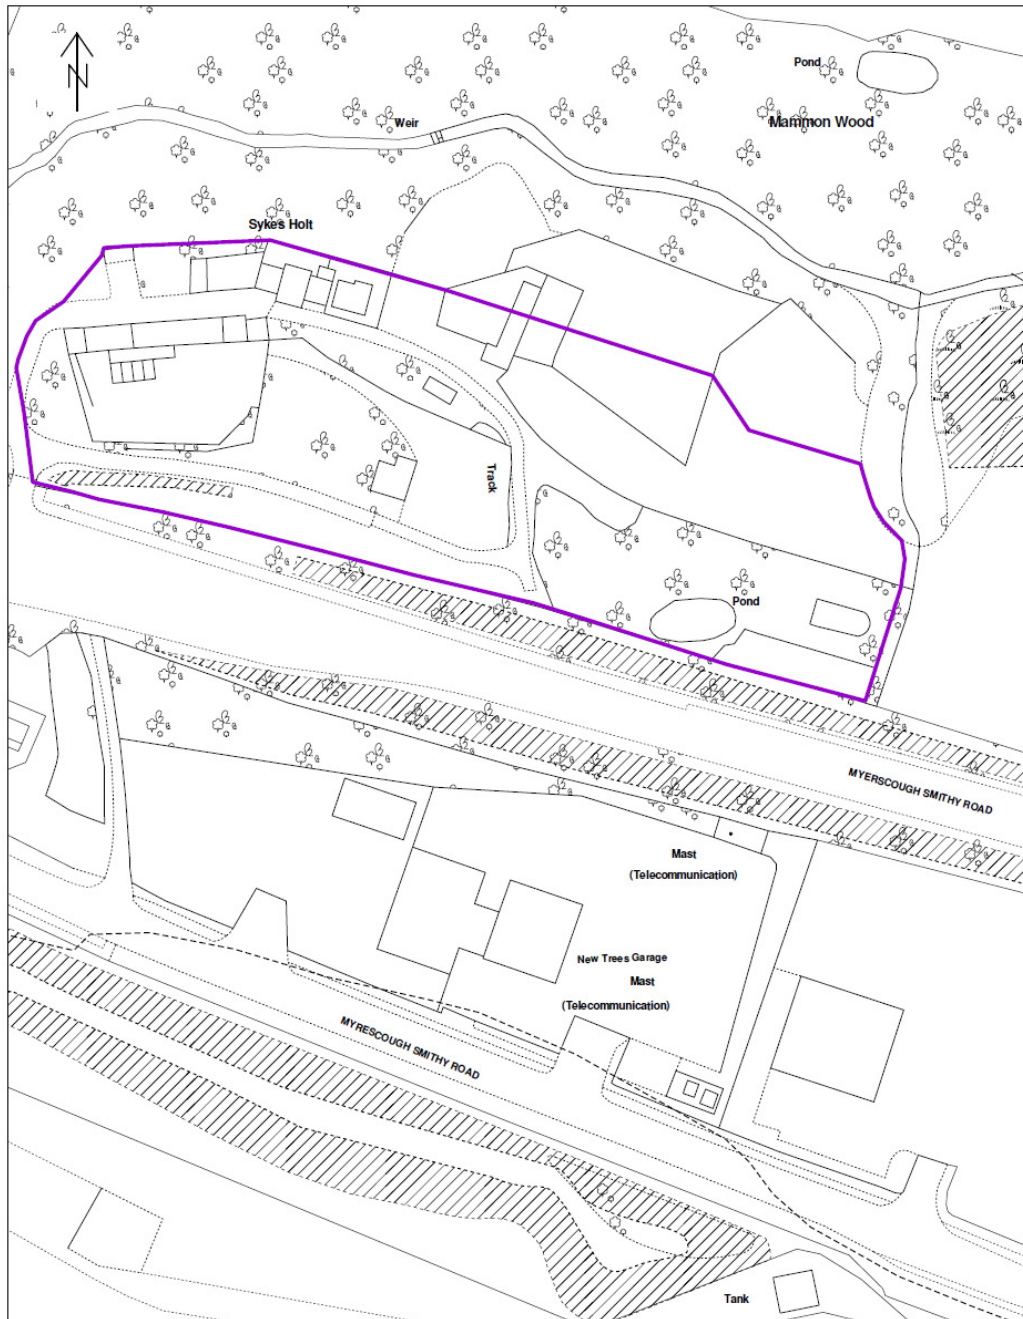 N
Pond
Mammon Wood
Weir
Sykes Holt
Track
Pond
MYERSCOUGH SMITHY ROAD
Mast
(Telecommunication)
New Trees Garage
Mast
(Telecommunication)
MYRESCOUGH SMITHY ROAD
Tank